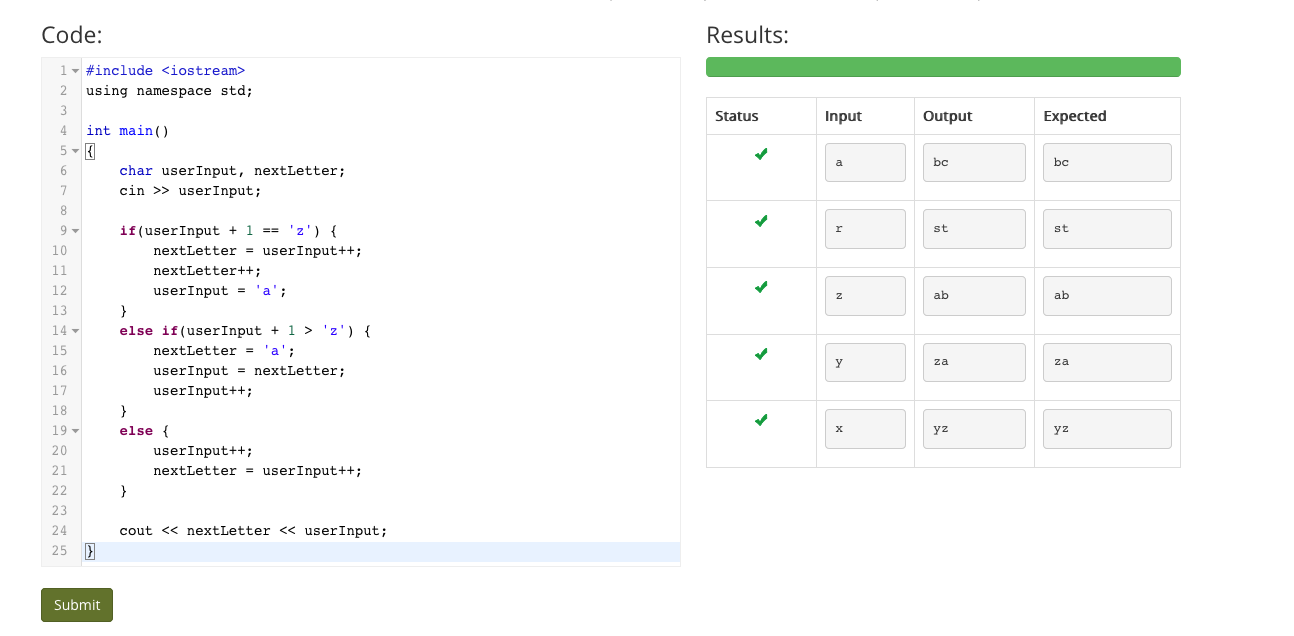 Code:
1 #include <iostream>
2 using namespace std;
3
4 int main()
5 {
6     char userInput, nextLetter;
7     cin >> userInput;
8
9     if(userInput + 1 == 'z') {
10         nextLetter = userInput++;
11         nextLetter++;
12         userInput = 'a';
13     }
14     else if(userInput + 1 > 'z') {
15         nextLetter = 'a';
16         userInput = nextLetter;
17         userInput++;
18     }
19     else {
20         userInput++;
21         nextLetter = userInput++;
22     }
23
24     cout << nextLetter << userInput;
25 }
Submit
Results:
Status Input Output Expected
a bc bc
r st st
z ab ab
y za za
x yz yz